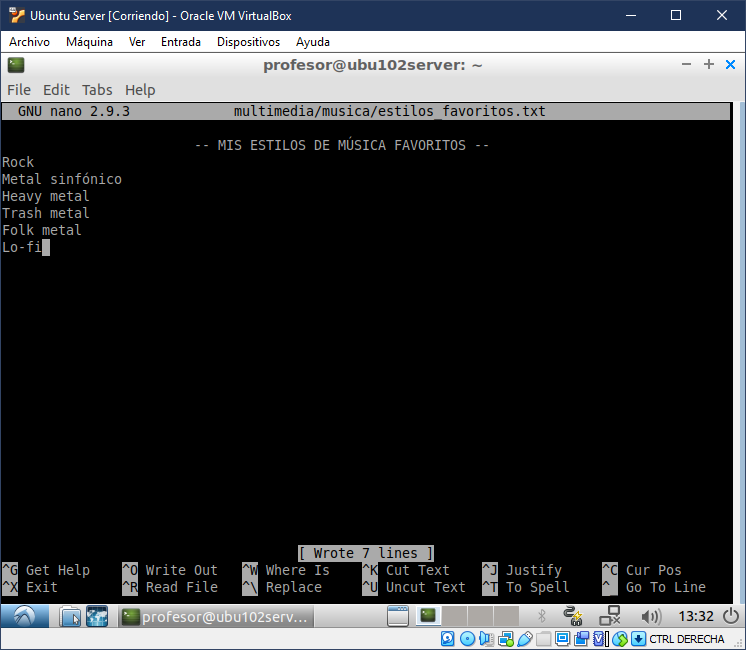 Ubuntu Server [Corriendo] - Oracle VM VirtualBox
Archivo Máquina Ver Entrada Dispositivos Ayuda
profesor@ubu102server: ~
File Edit Tabs Help
GNU nano 2.9.3 multimedia/musica/estilos_favoritos.txt
-- MIS ESTILOS DE MÚSICA FAVORITOS --
Rock
Metal sinfónico
Heavy metal
Trash metal
Folk metal
Lo-fi
[ Wrote 7 lines ]
^G Get Help ^O Write Out ^W Where Is ^K Cut Text ^J Justify ^C Cur Pos
^X Exit ^R Read File ^\ Replace ^U Uncut Text ^T To Spell ^_ Go To Line
profesor@ubu102serv... 13:32
CTRL DERECHA